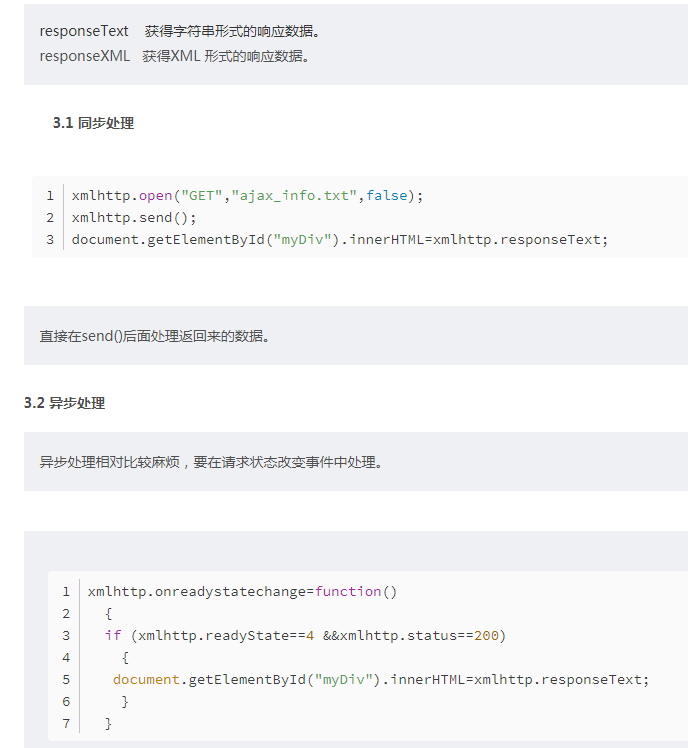 responseText 获得字符串形式的响应数据。
responseXML 获得XML 形式的响应数据。
3.1 同步处理
1 xmlhttp.open("GET","ajax_info.txt",false);
2 xmlhttp.send();
3 document.getElementById("myDiv").innerHTML=xmlhttp.responseText;
直接在send()后面处理返回来的数据。
3.2 异步处理
异步处理相对比较麻烦，要在请求状态改变事件中处理。
1 xmlhttp.onreadystatechange=function()
2 {
3 if (xmlhttp.readyState==4 &&xmlhttp.status==200)
4 {
5 document.getElementById("myDiv").innerHTML=xmlhttp.responseText;
6 }
7 }